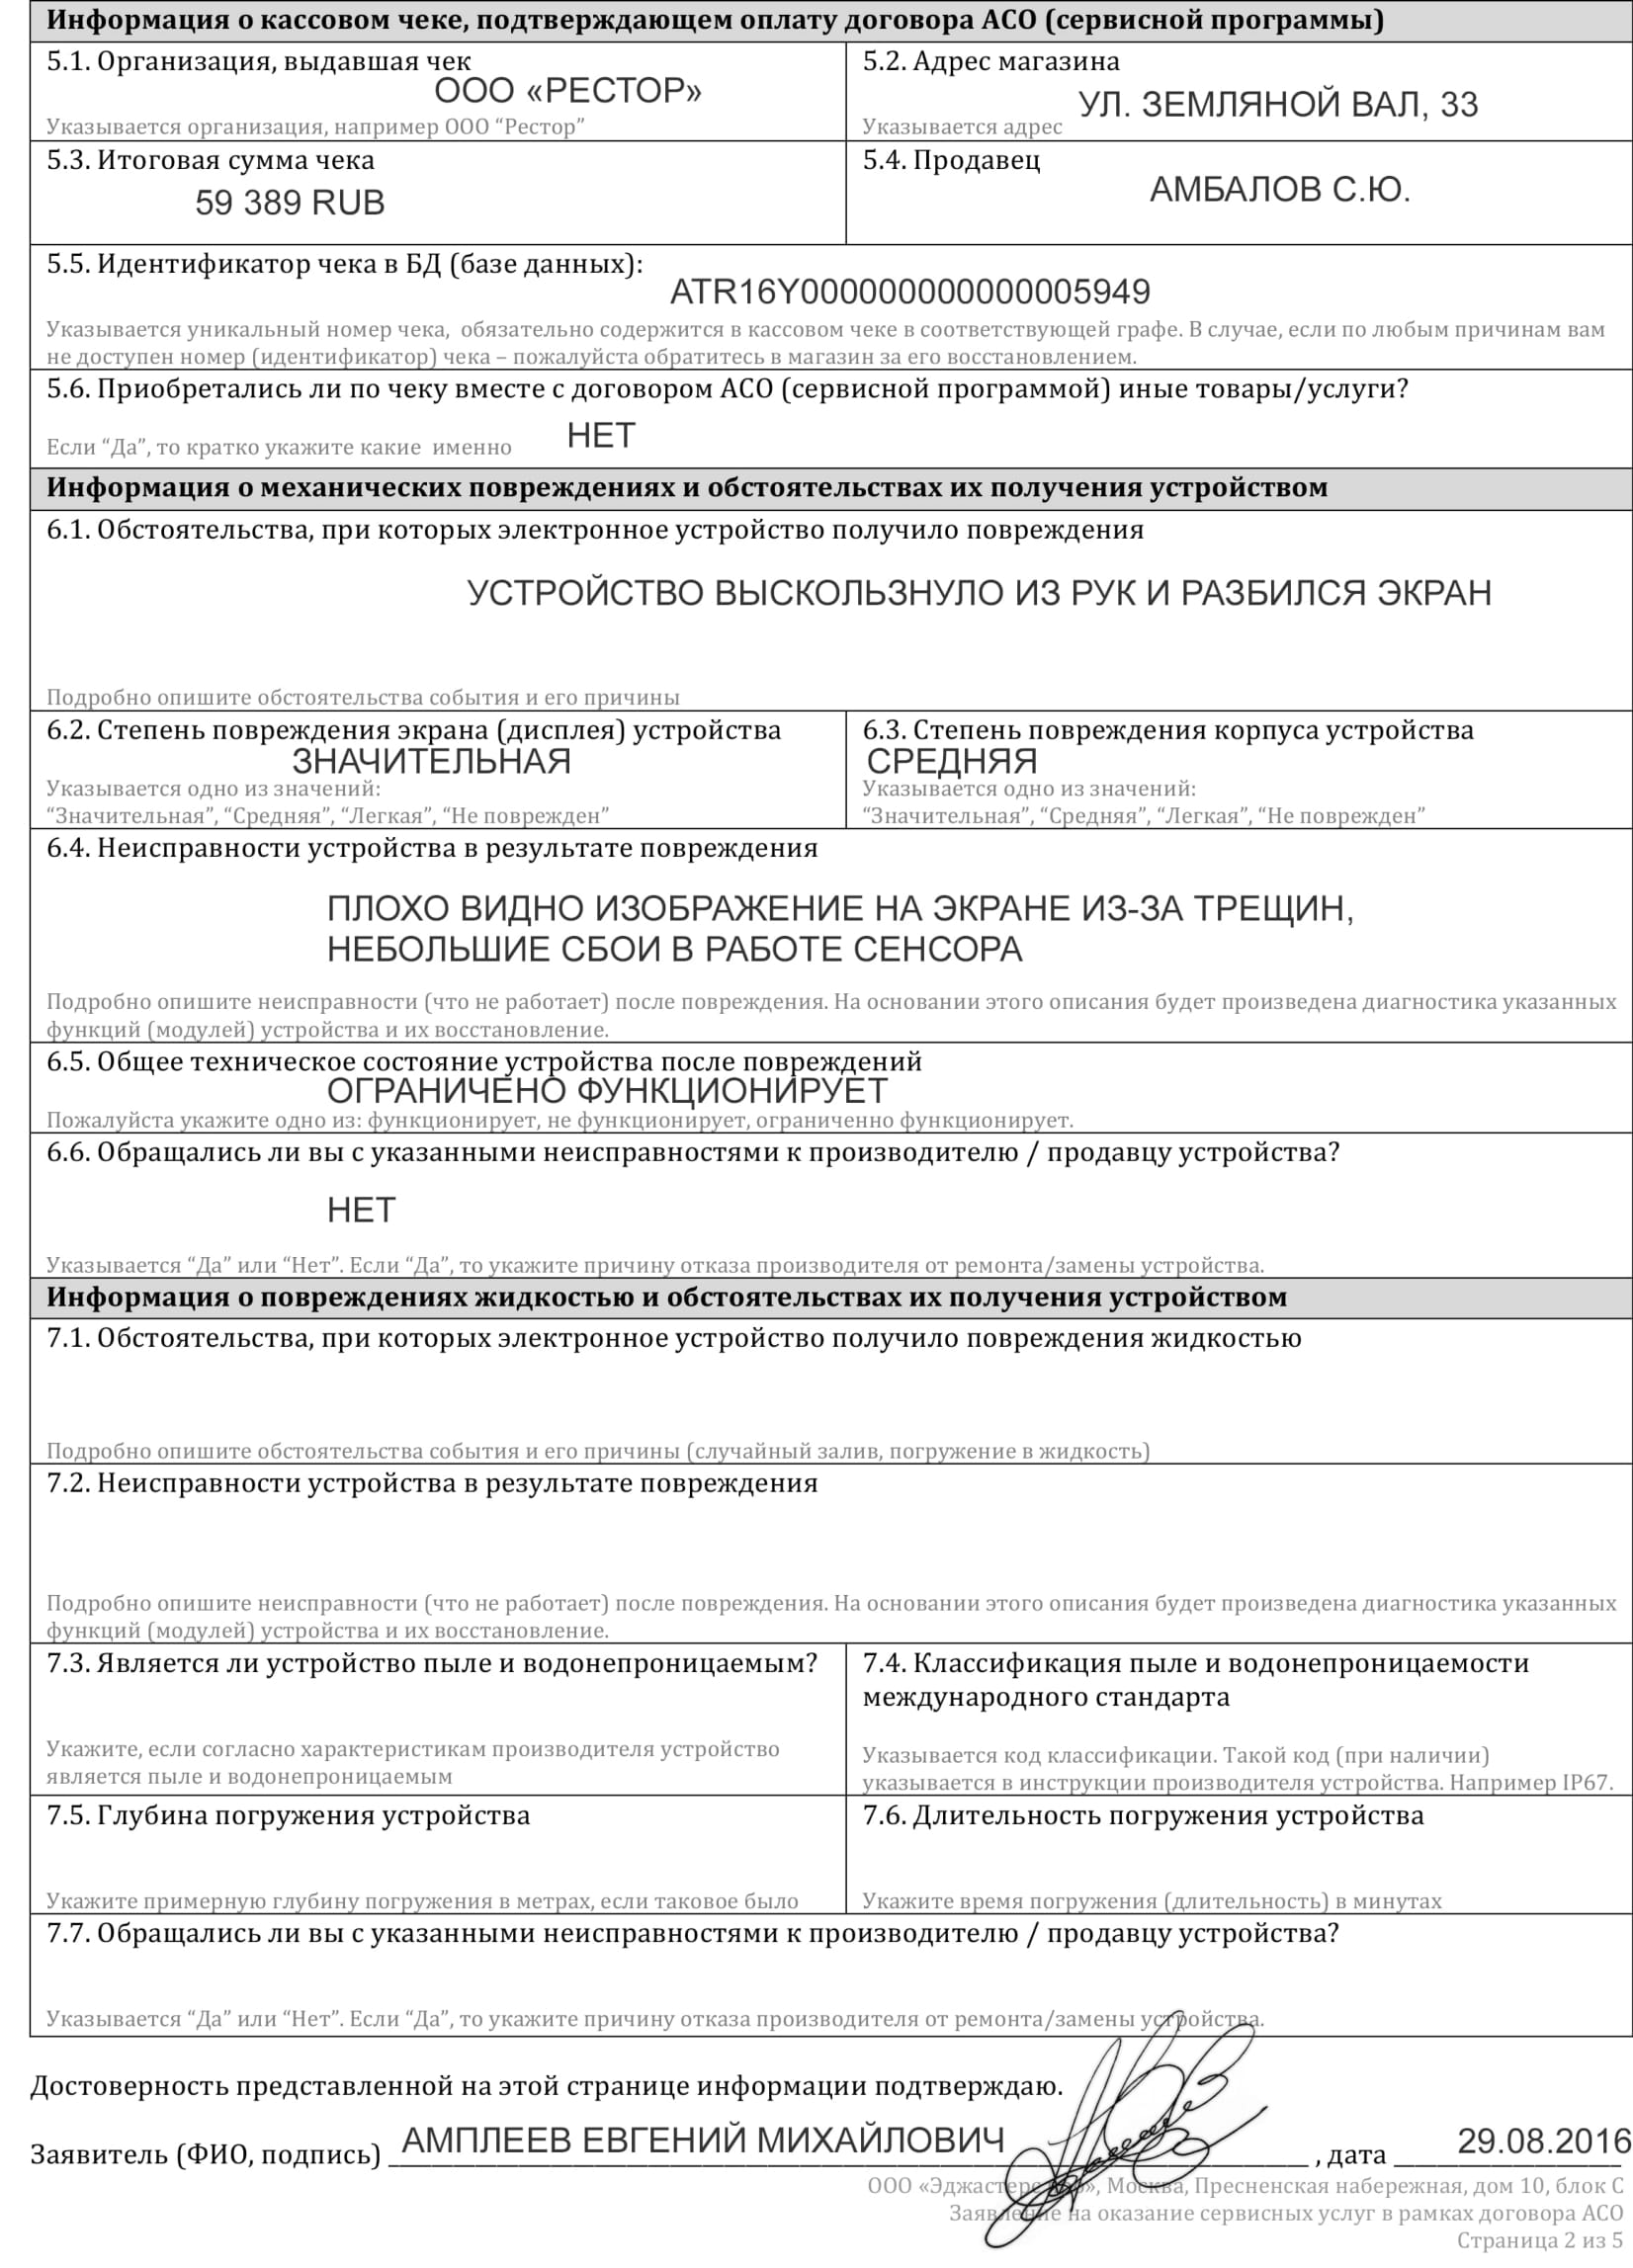 Информация о кассовом чеке, подтверждающем оплату договора АСО (сервисной программы)
5.1. Организация, выдавшая чек
ООО «РЕСТОР»
Указывается организация, например ООО “Рестор”
5.2. Адрес магазина
УЛ. ЗЕМЛЯНОЙ ВАЛ, 33
Указывается адрес
5.3. Итоговая сумма чека
59 389 RUB
5.4. Продавец
АМБАЛОВ С.Ю.
5.5. Идентификатор чека в БД (базе данных):
ATR16Y000000000000005949
Указывается уникальный номер чека, обязательно содержится в кассовом чеке в соответствующей графе. В случае, если по любым причинам вам
не доступен номер (идентификатор) чека – пожалуйста обратитесь в магазин за его восстановлением.
5.6. Приобретались ли по чеку вместе с договором АСО (сервисной программой) иные товары/услуги?
НЕТ
Если “Да”, то кратко укажите какие именно
Информация о механических повреждениях и обстоятельствах их получения устройством
6.1. Обстоятельства, при которых электронное устройство получило повреждения
УСТРОЙСТВО ВЫСКОЛЬЗНУЛО ИЗ РУК И РАЗБИЛСЯ ЭКРАН
Подробно опишите обстоятельства события и его причины
6.2. Степень повреждения экрана (дисплея) устройства
ЗНАЧИТЕЛЬНАЯ
Указывается одно из значений:
“Значительная”, “Средняя”, “Легкая”, “Не поврежден”
6.3. Степень повреждения корпуса устройства
СРЕДНЯЯ
Указывается одно из значений:
“Значительная”, “Средняя”, “Легкая”, “Не поврежден”
6.4. Неисправности устройства в результате повреждения
ПЛОХО ВИДНО ИЗОБРАЖЕНИЕ НА ЭКРАНЕ ИЗ-ЗА ТРЕЩИН,
НЕБОЛЬШИЕ СБОИ В РАБОТЕ СЕНСОРА
Подробно опишите неисправности (что не работает) после повреждения. На основании этого описания будет произведена диагностика указанных
функций (модулей) устройства и их восстановление.
6.5. Общее техническое состояние устройства после повреждений
ОГРАНИЧЕНО ФУНКЦИОНИРУЕТ
Пожалуйста укажите одно из: функционирует, не функционирует, ограниченно функционирует.
6.6. Обращались ли вы с указанными неисправностями к производителю / продавцу устройства?
НЕТ
Указывается “Да” или “Нет”. Если “Да”, то укажите причину отказа производителя от ремонта/замены устройства.
Информация о повреждениях жидкостью и обстоятельствах их получения устройством
7.1. Обстоятельства, при которых электронное устройство получило повреждения жидкостью
Подробно опишите обстоятельства события и его причины (случайный залив, погружение в жидкость)
7.2. Неисправности устройства в результате повреждения
Подробно опишите неисправности (что не работает) после повреждения. На основании этого описания будет произведена диагностика указанных
функций (модулей) устройства и их восстановление.
7.3. Является ли устройство пыле и водонепроницаемым?
Укажите, если согласно характеристикам производителя устройство
является пыле и водонепроницаемым
7.4. Классификация пыле и водонепроницаемости
международного стандарта
Указывается код классификации. Такой код (при наличии)
указывается в инструкции производителя устройства. Например IP67.
7.5. Глубина погружения устройства
Укажите примерную глубину погружения в метрах, если таковое было
7.6. Длительность погружения устройства
Укажите время погружения (длительность) в минутах
7.7. Обращались ли вы с указанными неисправностями к производителю / продавцу устройства?
Указывается “Да” или “Нет”. Если “Да”, то укажите причину отказа производителя от ремонта/замены устройства.
Достоверность представленной на этой странице информации подтверждаю.
Заявитель (ФИО, подпись) АМПЛЕЕВ ЕВГЕНИЙ МИХАЙЛОВИЧ , дата 29.08.2016
ООО Москва, Пресненская набережная, дом 10, блок С
Заявление на оказание сервисных услуг в рамках договора АСО
Страница 2 из 5